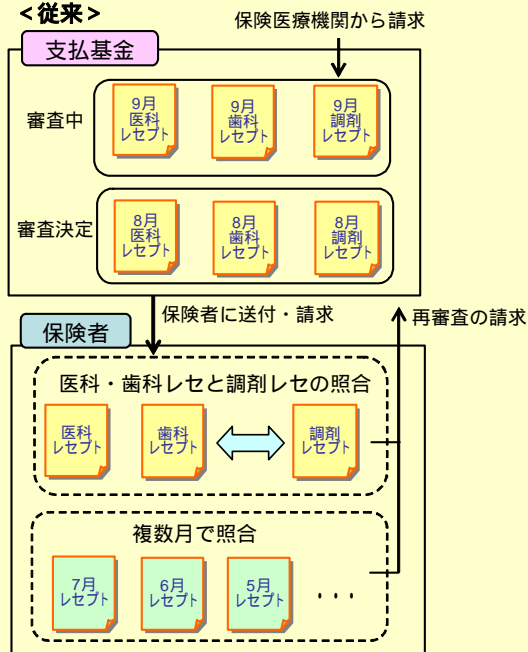 ＜従来＞
保険医療機関から請求
支払基金
審査中
9月
医科
レセプト
9月
歯科
レセプト
9月
調剤
レセプト
審査決定
8月
医科
レセプト
8月
歯科
レセプト
8月
調剤
レセプト
保険者に送付・請求
再審査の請求
保険者
医科・歯科レセと調剤レセの照合
医科
レセプト
歯科
レセプト
調剤
レセプト
複数月で照合
7月
レセプト
6月
レセプト
5月
レセプト
・・・